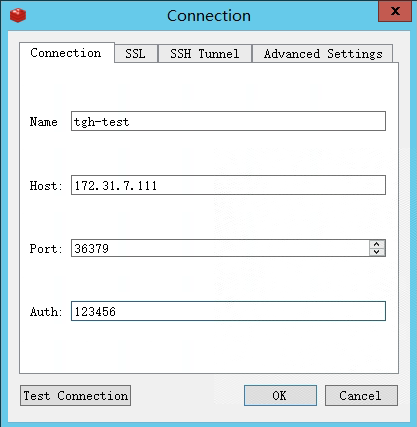 Connection
Connection SSL SSH Tunnel Advanced Settings
Name tgh-test
Host: 172.31.7.111
Port: 36379
Auth: 123456
Test Connection OK Cancel